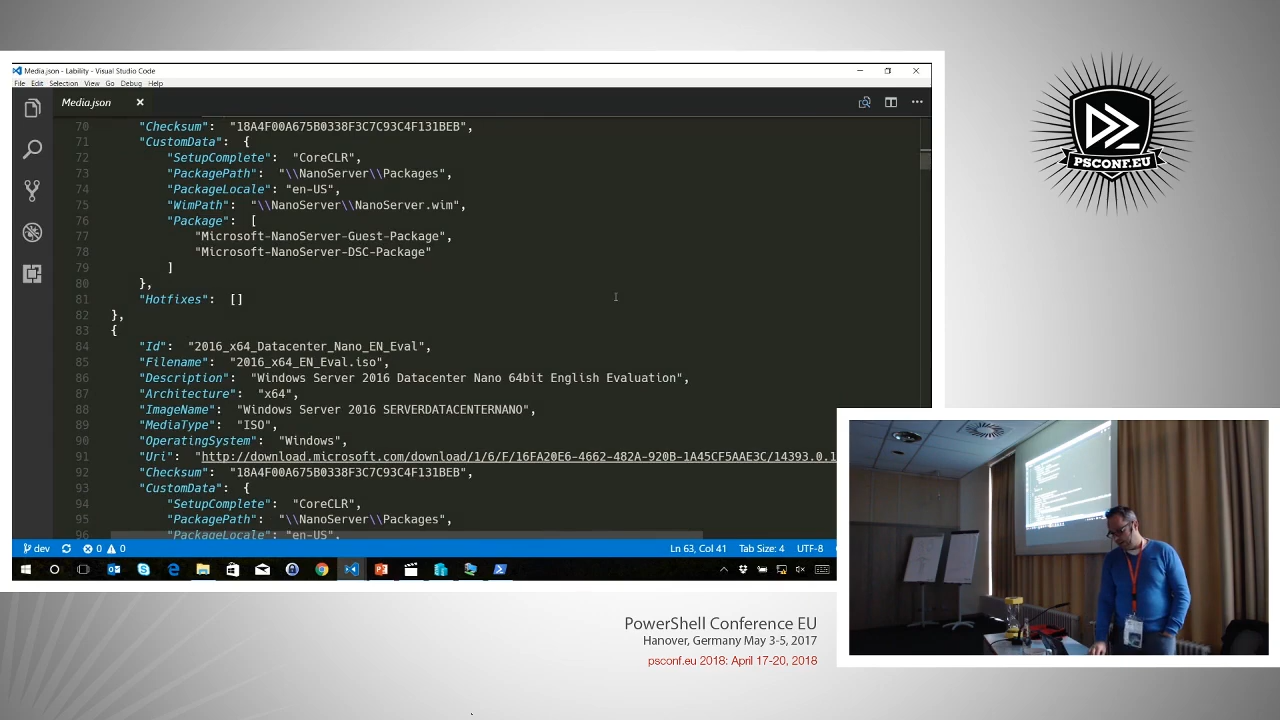 Media.json - Lability - Visual Studio Code
File Edit Selection View Go Debug Help
Media.json
70 "Checksum": "18A4F00A675B0338F3C7C93C4F131BEB",
71 "CustomData": {
72 "SetupComplete": "CoreCLR",
73 "PackagePath": "\\NanoServer\\Packages",
74 "PackageLocale": "en-US",
75 "WimPath": "\\NanoServer\\NanoServer.wim",
76 "Package": [
77 "Microsoft-NanoServer-Guest-Package",
78 "Microsoft-NanoServer-DSC-Package"
79 ]
80 },
81 "Hotfixes": []
82 },
83 {
84 "Id": "2016_x64_Datacenter_Nano_EN_Eval",
85 "Filename": "2016_x64_EN_Eval.iso",
86 "Description": "Windows Server 2016 Datacenter Nano 64bit English Evaluation",
87 "Architecture": "x64",
88 "ImageName": "Windows Server 2016 SERVERDATACENTERNANO",
89 "MediaType": "ISO",
90 "OperatingSystem": "Windows",
91 "Uri": "http://download.microsoft.com/download/1/6/F/16FA20E6-4662-482A-920B-1A45CF5AAE3C/14393.0.1
92 "Checksum": "18A4F00A675B0338F3C7C93C4F131BEB",
93 "CustomData": {
94 "SetupComplete": "CoreCLR",
95 "PackagePath": "\\NanoServer\\Packages",
96 "PackageLocale": "en-US",
dev 0 0 Ln 63, Col 41 Tab Size: 4 UTF-8
PSCONF.EU
PowerShell Conference EU
Hanover, Germany May 3-5, 2017
psconf.eu 2018: April 17-20, 2018